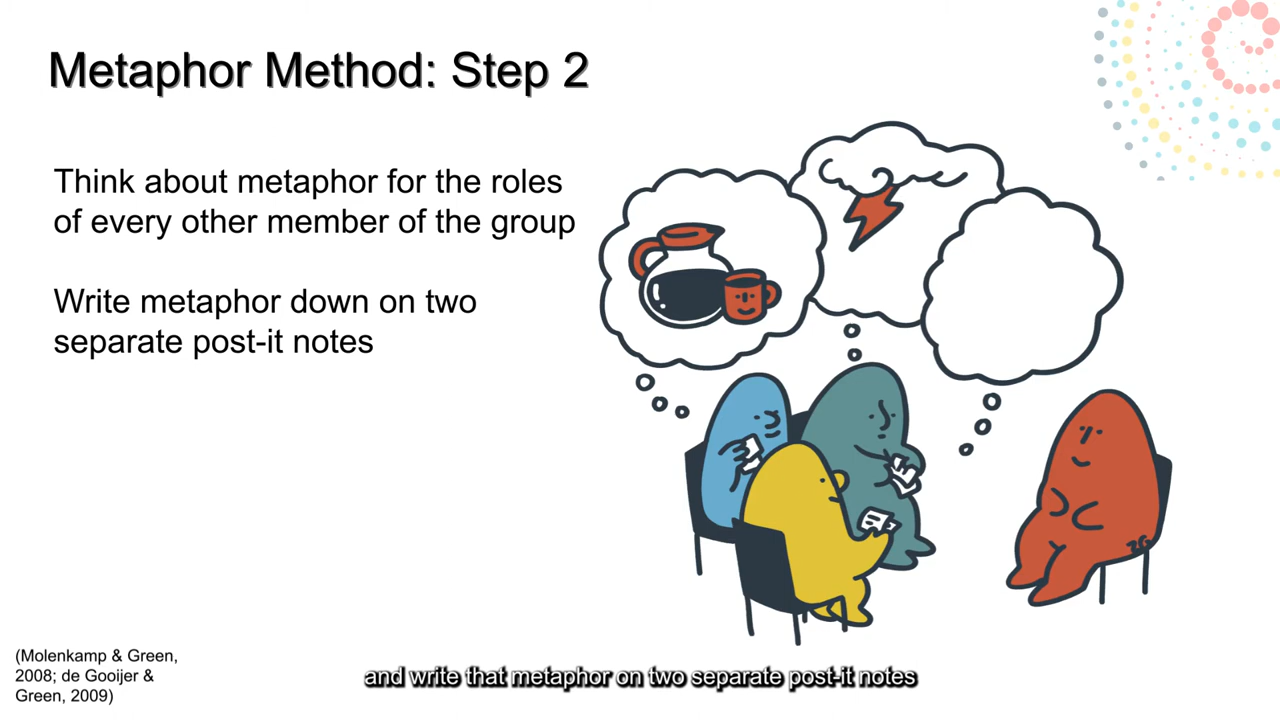 Metaphor Method: Step 2
Think about metaphor for the roles
of every other member of the group
Write metaphor down on two
separate post-it notes
(Molenkamp & Green,
2008; de Gooijer &
Green, 2009)
and write that metaphor on two separate post-it notes